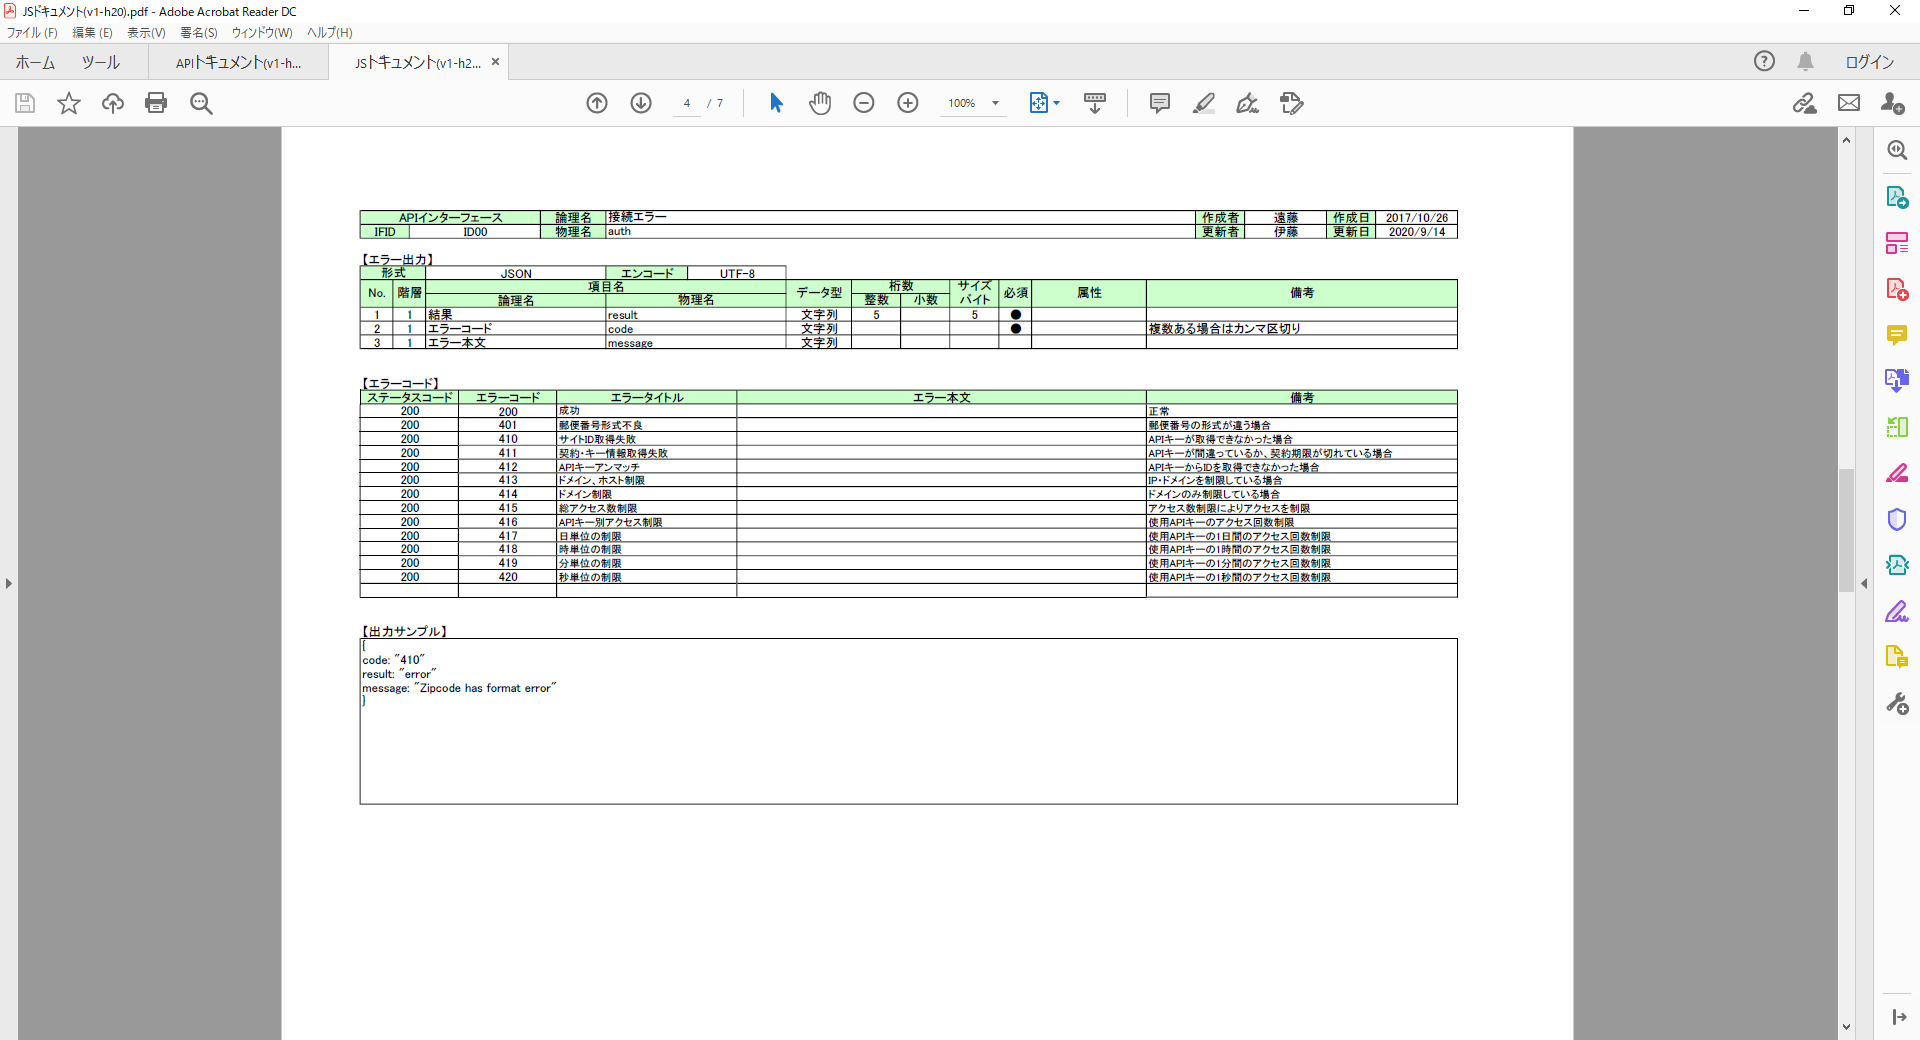 JSドキュメント(v1-h20).pdf - Adobe Acrobat Reader DC
ファイル(F) 編集(E) 表示(V) 署名(S) ウィンドウ(W) ヘルプ(H)
ホーム ツール APIドキュメント(v1-h... JSドキュメント(v1-h2... × ログイン
4 / 7 100%
APIインターフェース 論理名 接続エラー 作成者 遠藤 作成日 2017/10/26
IFID ID00 物理名 auth 更新者 伊藤 更新日 2020/9/14
【エラー出力】
形式 JSON エンコード UTF-8
No. 階層 項目名 データ型 桁数 サイズ 必須 属性 備考
論理名 物理名 整数 小数 バイト
1 1 結果 result 文字列 5 5 ●
2 1 エラーコード code 文字列 ● 複数ある場合はカンマ区切り
3 1 エラー本文 message 文字列
【エラーコード】
ステータスコード エラーコード エラータイトル エラー本文 備考
200 200 成功 正常
200 401 郵便番号形式不良 郵便番号の形式が違う場合
200 410 サイトID取得失敗 APIキーが取得できなかった場合
200 411 契約・キー情報取得失敗 APIキーが間違っているか、契約期限が切れている場合
200 412 APIキーアンマッチ APIキーからIDを取得できなかった場合
200 413 ドメイン、ホスト制限 IP・ドメインを制限している場合
200 414 ドメイン制限 ドメインのみ制限している場合
200 415 総アクセス数制限 アクセス数制限によりアクセスを制限
200 416 APIキー別アクセス制限 使用APIキーのアクセス回数制限
200 417 日単位の制限 使用APIキーの1日間のアクセス回数制限
200 418 時単位の制限 使用APIキーの1時間のアクセス回数制限
200 419 分単位の制限 使用APIキーの1分間のアクセス回数制限
200 420 秒単位の制限 使用APIキーの1秒間のアクセス回数制限
【出力サンプル】
{
code: "410"
result: "error"
message: "Zipcode has format error"
}